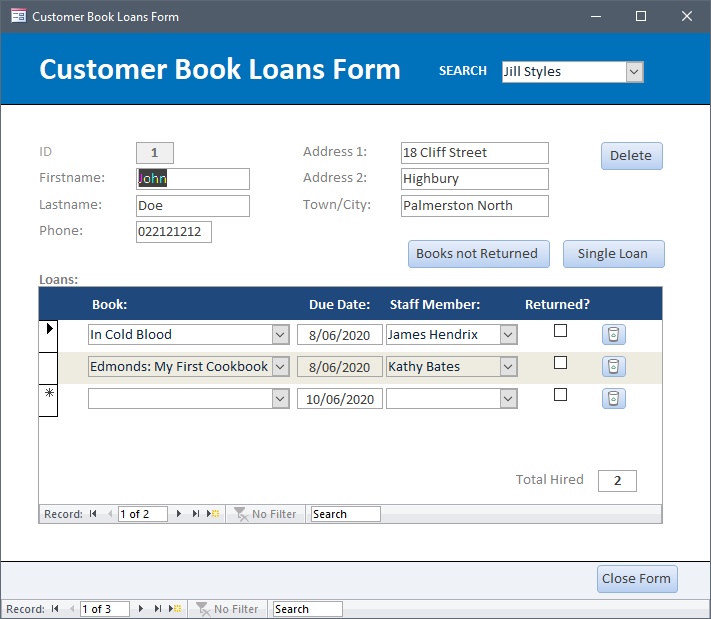 Customer Book Loans Form
Customer Book Loans Form SEARCH Jill Styles
ID 1 Address 1: 18 Cliff Street Delete
Firstname: John Address 2: Highbury
Lastname: Doe Town/City: Palmerston North
Phone: 022121212
Books not Returned Single Loan
Loans:
Book: Due Date: Staff Member: Returned?
In Cold Blood 8/06/2020 James Hendrix
Edmonds: My First Cookbook 8/06/2020 Kathy Bates
10/06/2020
Total Hired 2
Record: 1 of 2 No Filter Search
Close Form
Record: 1 of 3 No Filter Search